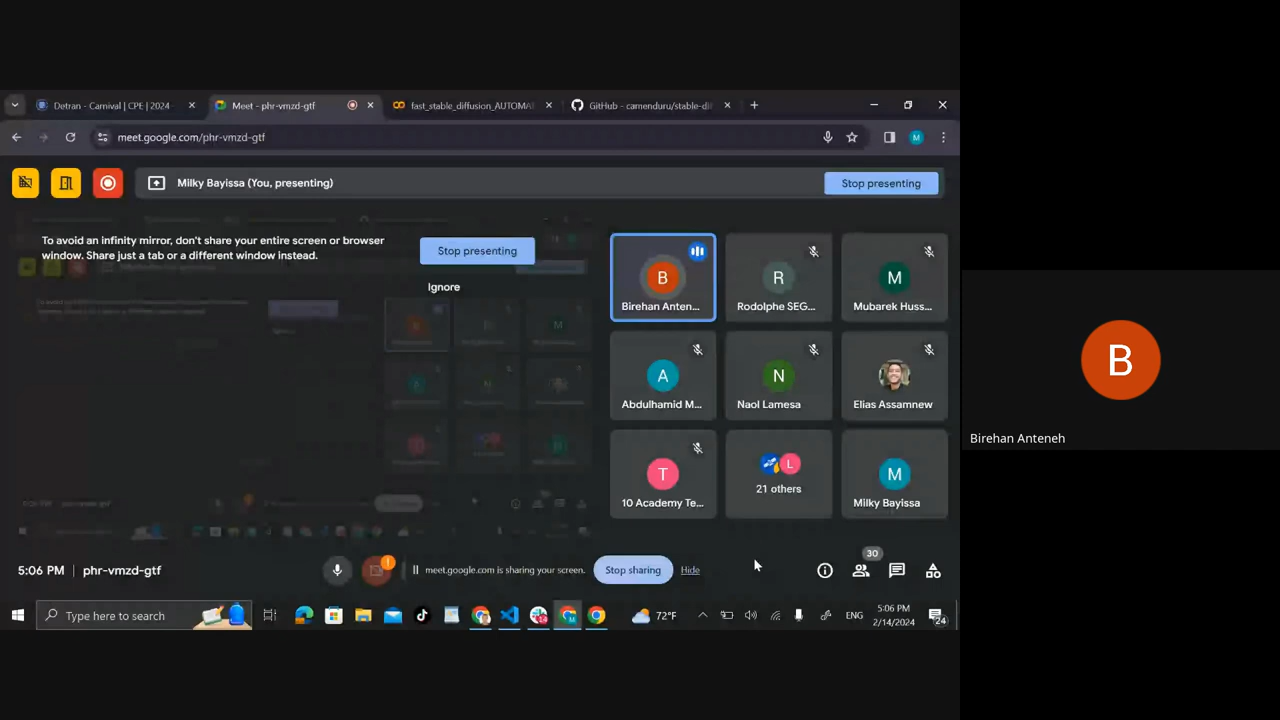 Detran - Carnival | CPE | 2024
Meet - phr-vmzd-gtf
fast_stable_diffusion_AUTOMA
GitHub - camenduru/stable-dif
meet.google.com/phr-vmzd-gtf
M
Milky Bayissa (You, presenting)
Stop presenting
To avoid an infinity mirror, don't share your entire screen or browser
window. Share just a tab or a different window instead.
Stop presenting
Ignore
B
Birehan Anten...
R
Rodolphe SEG...
M
Mubarek Huss...
A
Abdulhamid M...
N
Naol Lamesa
Elias Assamnew
T
10 Academy Te...
L
21 others
M
Milky Bayissa
B
Birehan Anteneh
5:06 PM | phr-vmzd-gtf
meet.google.com is sharing your screen.
Stop sharing
Hide
30
Type here to search
72°F
ENG
5:06 PM
2/14/2024
24